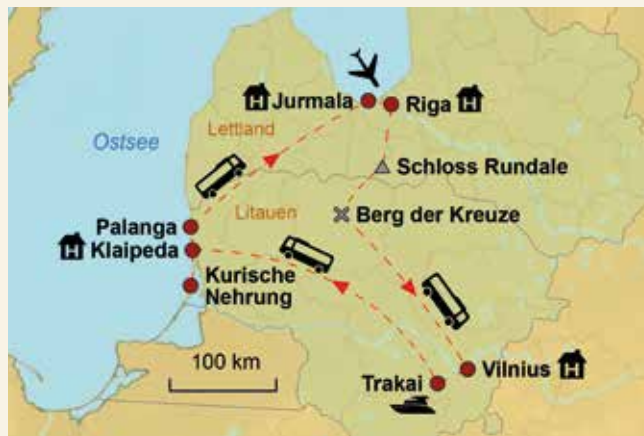 H Jurmala
Riga H
Lettland
Ostsee
Schloss Rundale
Palanga
Litauen
Berg der Kreuze
H Klaipeda
Kurische
Nehrung
100 km
Vilnius H
Trakai